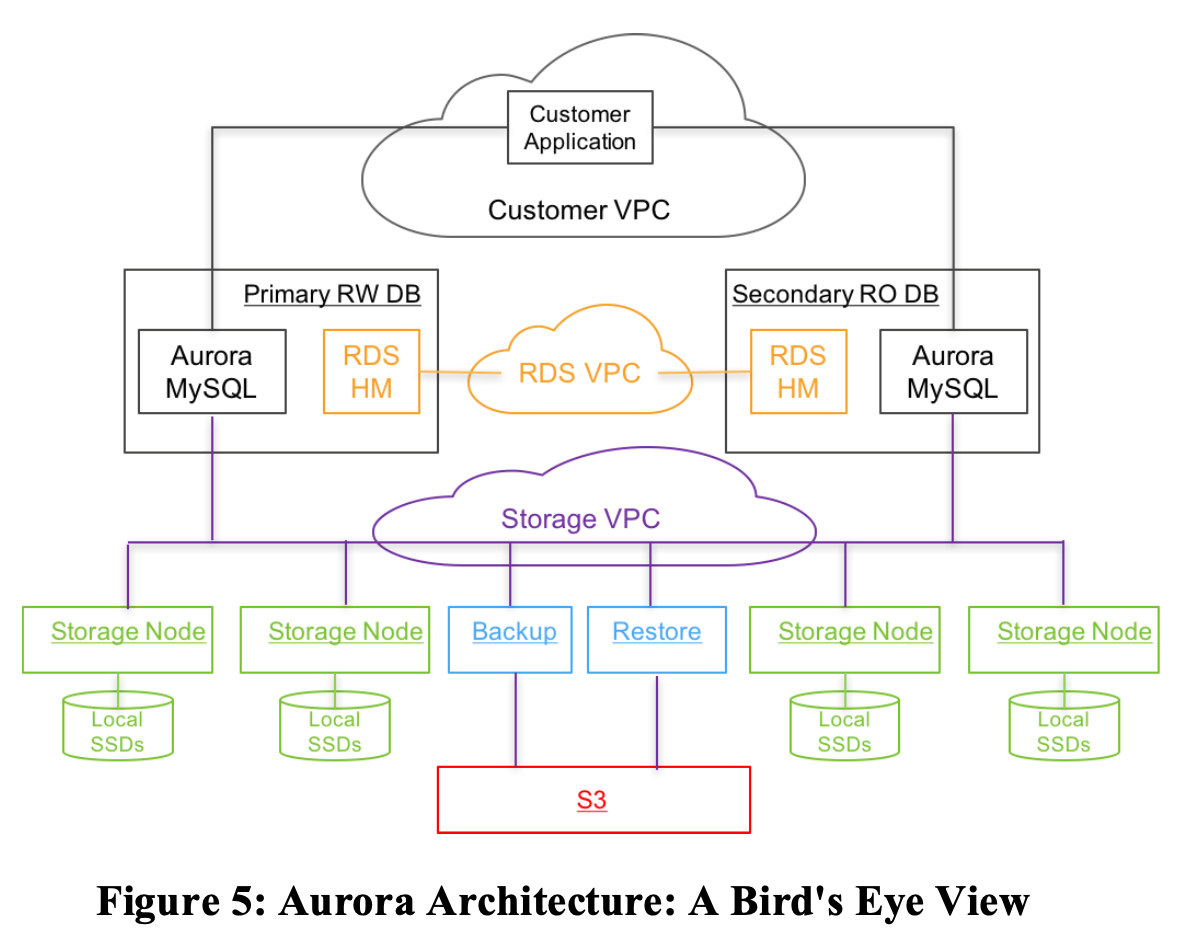 Customer
Application
Customer VPC
Primary RW DB
Aurora
MySQL
RDS
HM
RDS VPC
Secondary RO DB
RDS
HM
Aurora
MySQL
Storage VPC
Storage Node
Storage Node
Backup
Restore
Storage Node
Storage Node
Local
SSDs
Local
SSDs
Local
SSDs
Local
SSDs
S3
Figure 5: Aurora Architecture: A Bird's Eye View